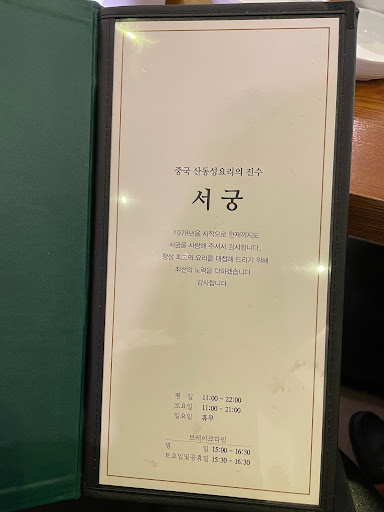 중국 산동성요리의 진수
서 궁
1978년을 시작으로 현재까지도
서궁을 사랑해 주셔서 감사합니다.
항상 최고의 요리를 대접해 드리기 위해
최선의 노력을 다하겠습니다.
감사합니다.
평 일 11:00 ~ 22:00
토요일 11:00 ~ 21:00
일요일 휴무
브레이크타임
평 일 15:00 ~ 16:30
토요일및공휴일 15:30 ~ 16:30